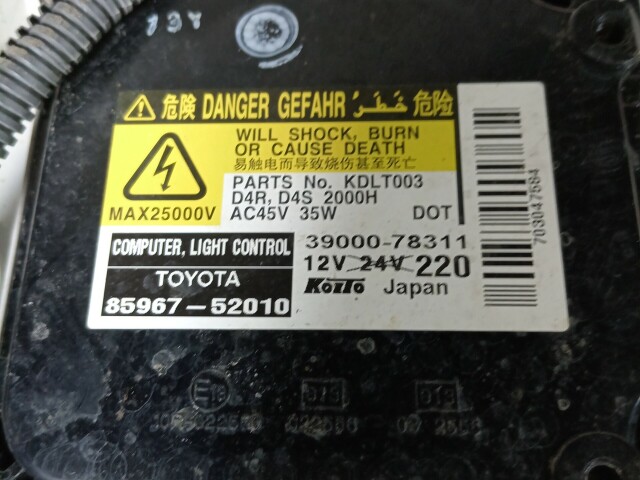 危険 DANGER GEFAHR خطر 危险
WILL SHOCK, BURN
OR CAUSE DEATH
易触电而导致烧伤甚至死亡
MAX25000V
PARTS No. KDLT003
D4R, D4S 2000H
AC45V 35W DOT
COMPUTER, LIGHT CONTROL
TOYOTA
85967-52010
39000-78311
12V 24V 220
KOITO Japan
703047584